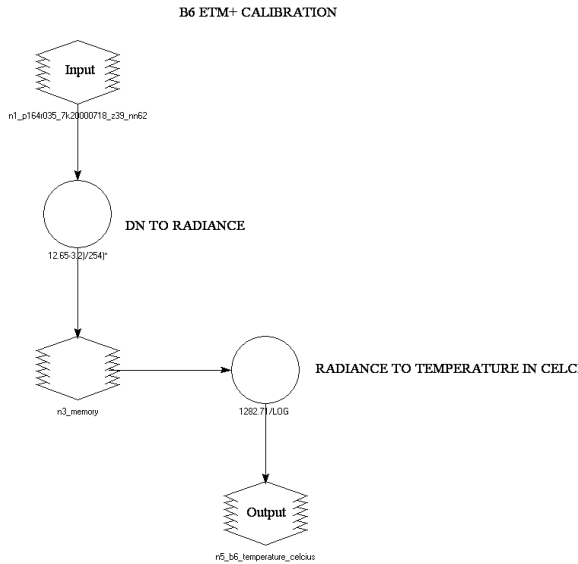 B6 ETM+ CALIBRATION
Input
n1_p164r035_7k20000718_z39_nn62
DN TO RADIANCE
12.65-3.2)/254)*
RADIANCE TO TEMPERATURE IN CELC
n3_memory
1282.71/LOG
Output
n5_b6_temperature_celcius